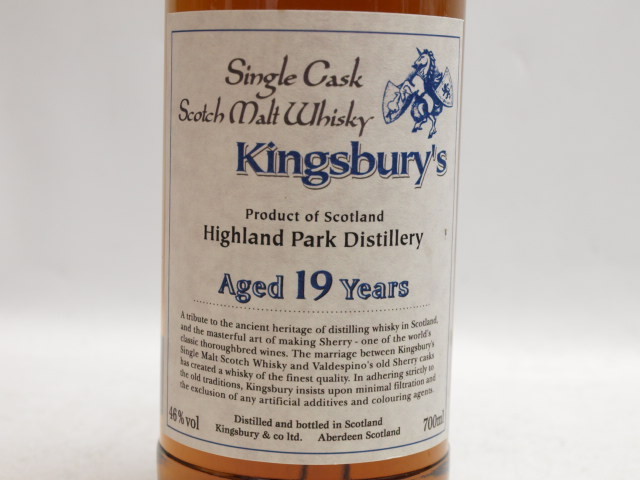 Single Cask
Scotch Malt Whisky
Kingsbury's
Product of Scotland
Highland Park Distillery
Aged 19 Years
A tribute to the ancient heritage of distilling whisky in Scotland,
and the masterful art of making Sherry - one of the world's
classic thoroughbred wines. The marriage between Kingsbury's
Single Malt Scotch Whisky and Valdespino's old Sherry casks
has created a whisky of the finest quality. In adhering strictly to
the old traditions, Kingsbury insists upon minimal filtration and
the exclusion of any artificial additives and colouring agents.
46%vol Distilled and bottled in Scotland 700ml
Kingsbury & co ltd. Aberdeen Scotland